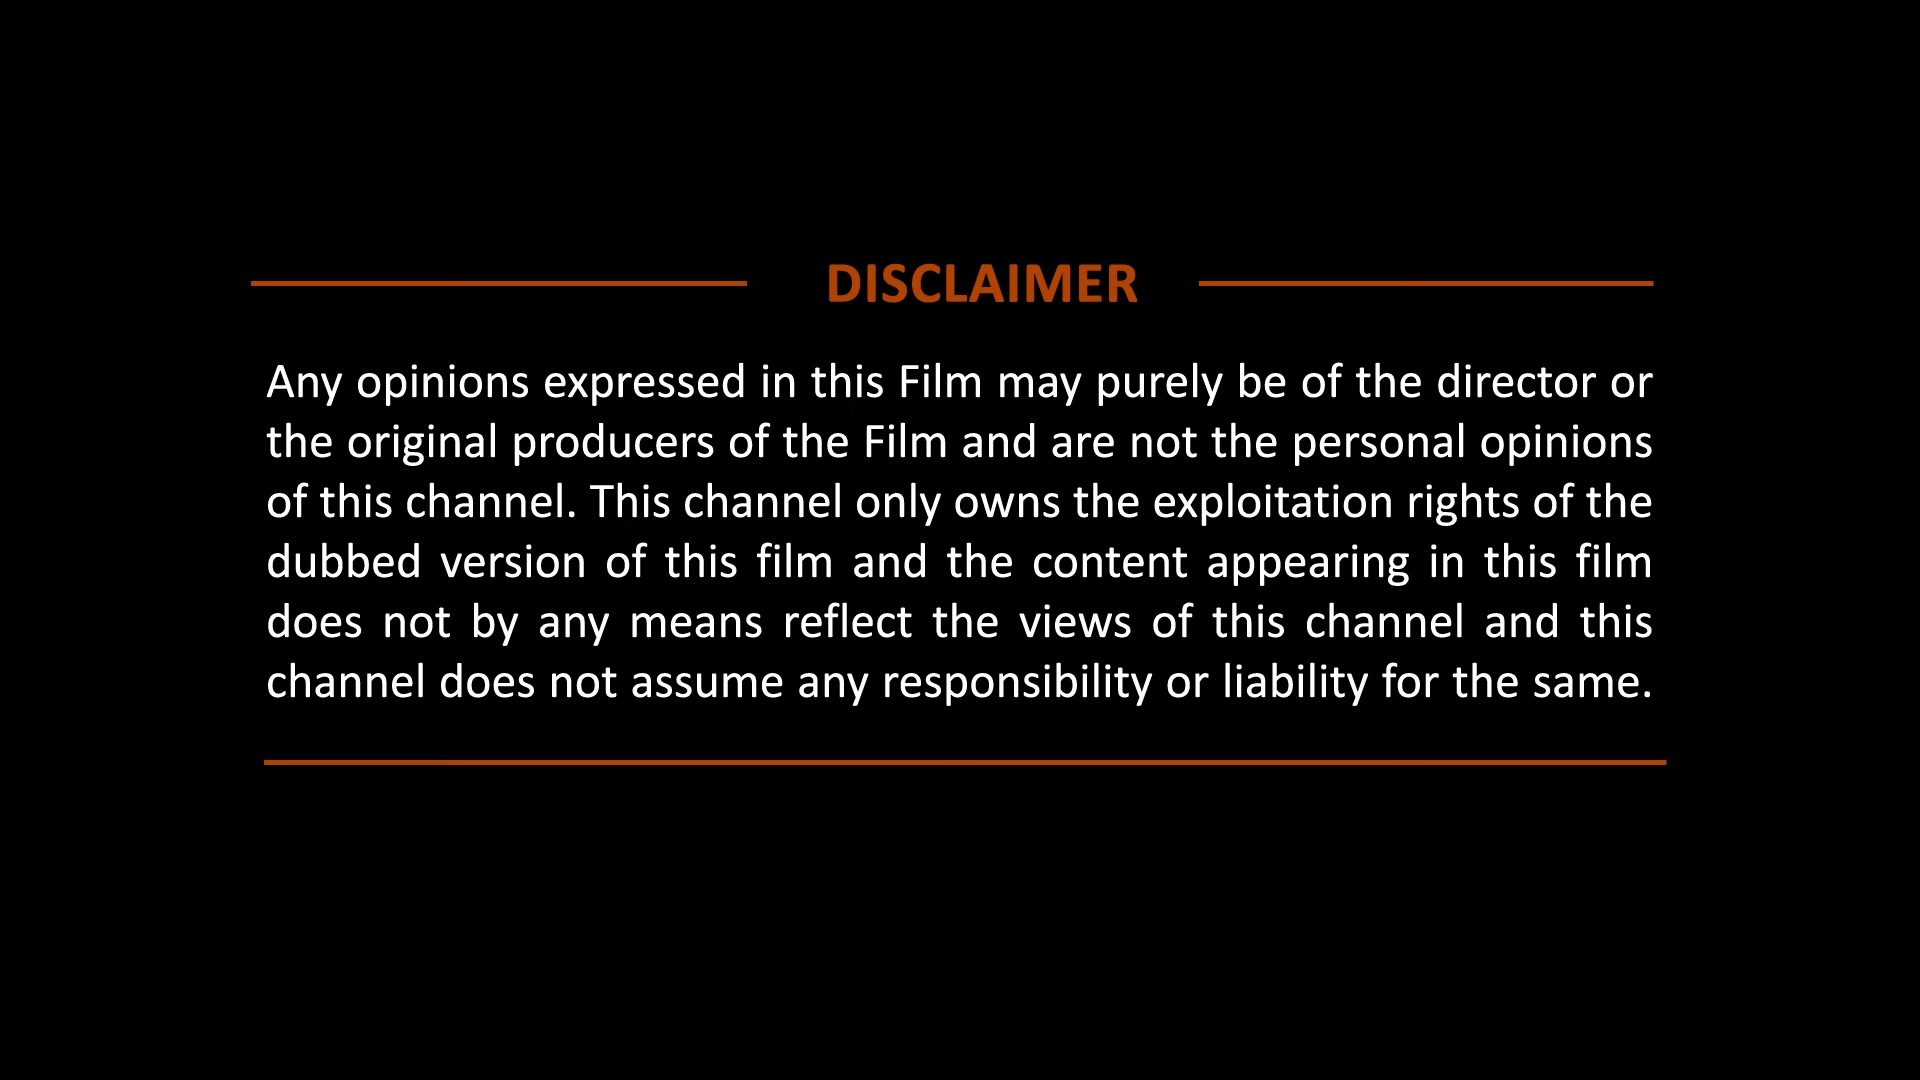 DISCLAIMER
Any opinions expressed in this Film may purely be of the director or
the original producers of the Film and are not the personal opinions
of this channel. This channel only owns the exploitation rights of the
dubbed version of this film and the content appearing in this film
does not by any means reflect the views of this channel and this
channel does not assume any responsibility or liability for the same.